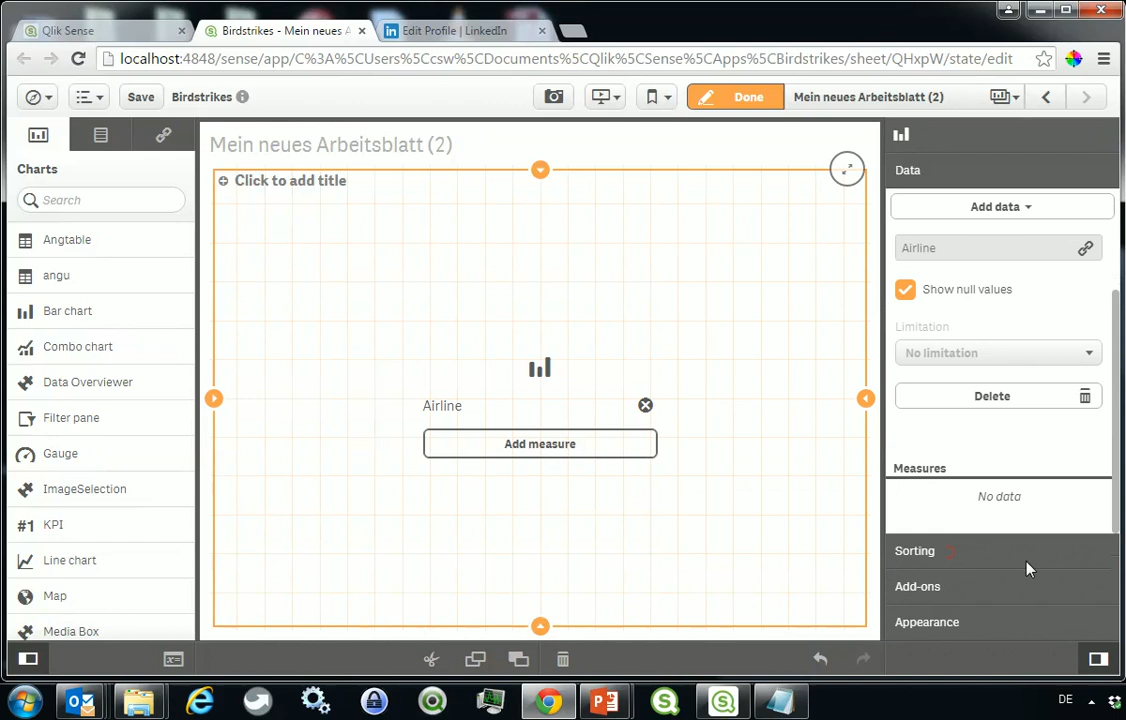 Qlik Sense
Birdstrikes - Mein neues A
Edit Profile | LinkedIn
localhost:4848/sense/app/C%3A%5CUsers%5Ccsw%5CDocuments%5CQlik%5CSense%5CApps%5CBirdstrikes/sheet/QHxpW/state/edit
Save
Birdstrikes
Done
Mein neues Arbeitsblatt (2)
Charts
Search
Angtable
angu
Bar chart
Combo chart
Data Overviewer
Filter pane
Gauge
ImageSelection
#1 KPI
Line chart
Map
Media Box
Mein neues Arbeitsblatt (2)
Click to add title
Airline
Add measure
Data
Add data
Airline
Show null values
Limitation
No limitation
Delete
Measures
No data
Sorting
Add-ons
Appearance
DE